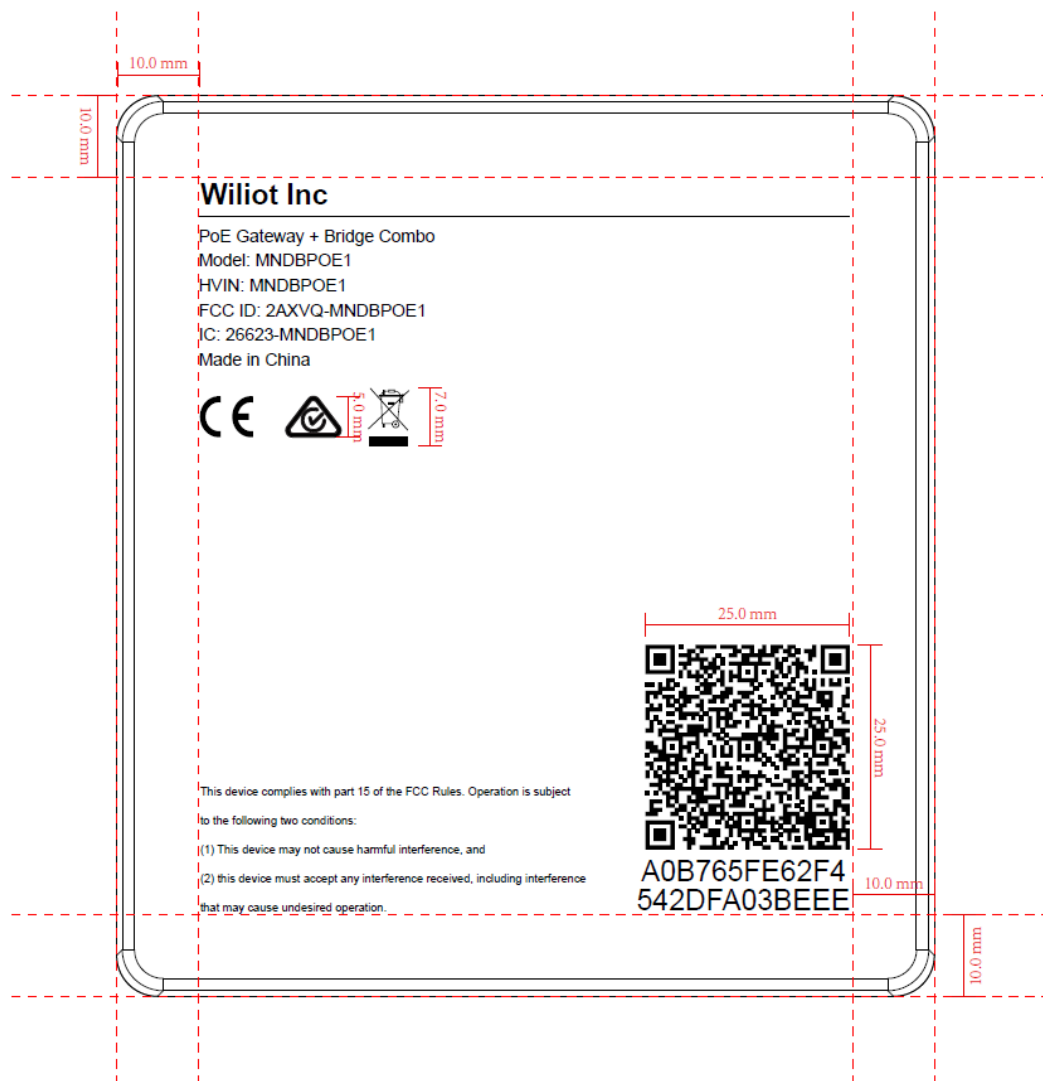 10.0 mm
10.0 mm
Wiliot Inc
PoE Gateway + Bridge Combo
Model: MNDBPOE1
HVIN: MNDBPOE1
FCC ID: 2AXVQ-MNDBPOE1
IC: 26623-MNDBPOE1
Made in China
CE
5.0 mm
7.0 mm
25.0 mm
25.0 mm
This device complies with part 15 of the FCC Rules. Operation is subject
to the following two conditions:
(1) This device may not cause harmful interference, and
(2) this device must accept any interference received, including interference
that may cause undesired operation.
A0B765FE62F4
542DFA03BEEE
10.0 mm
10.0 mm